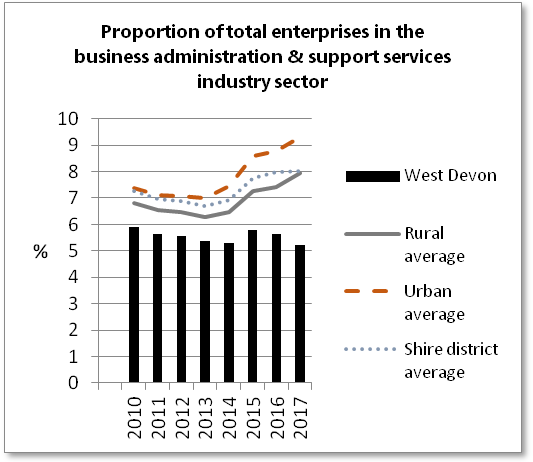 Proportion of total enterprises in the
business administration & support services
industry sector
10
9
8
7
6
5
4
3
2
1
0
%
2010
2011
2012
2013
2014
2015
2016
2017
West Devon
Rural
average
Urban
average
Shire district
average